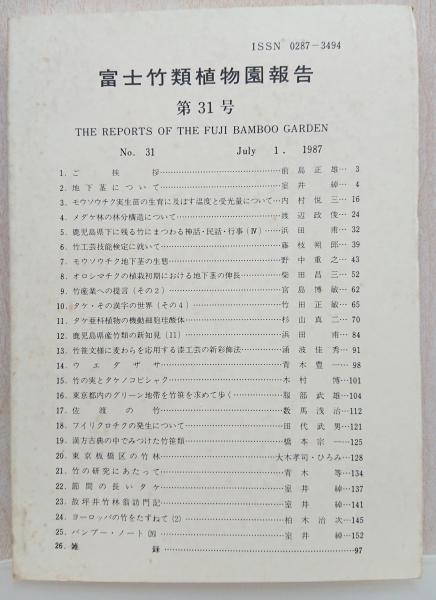 ISSN 0287-3494
富士竹類植物園報告
第31号
THE REPORTS OF THE FUJI BAMBOO GARDEN
No. 31 July 1. 1987
1. ご挨拶…前島正雄… 3
2. 地下茎について…室井綽… 4
3. モウソウチク実生苗の生育に及ぼす温度と受光量について…内村悦三…16
4. メダケ林の林分構造について…渡辺政俊…24
5. 鹿児島県下に残る竹にまつわる神話・民話・行事(Ⅳ)…浜田甫…32
6. 竹工芸技能検定に就いて…藤枝朔郎…39
7. モウソウチク地下茎の生態…野中重之…43
8. オロシマチクの植栽初期における地下茎の伸長…柴田昌三…52
9. 竹産業への提言(その2)…宮島博敏…62
10. タケ・その漢字の世界(その4)…竹田正敏…65
11. タケ亜科植物の機動細胞珪酸体…杉山真二…70
12. 鹿児島県産竹類の新知見(11)…浜田甫…84
13. 竹笹文様に麦わらを応用する漆工芸の新彩飾法…涌波佳秀…91
14. ウエダザサ…青木豊一…98
15. 竹の実とタケノコビシャク…木村博…101
16. 東京都内のグリーン地帯を竹笹を求めて歩く…服部武雄…104
17. 佐渡の竹…数馬浅治…112
18. フイリクロチクの発生について…田代武男…121
19. 漢方古典の中でみつけた竹笹類…橋本宗一…125
20. 東京板橋区の竹林…大木孝司・ひろみ…128
21. 竹の研究にあたって…青木等…134
22. 節間の長いタケ…室井綽…137
23. 故坪井竹林翁訪門記…室井綽…141
24. ヨーロッパの竹をたずねて(2)…柏木治次…145
25. バンブー・ノート…室井綽…152
26. 雑録…97